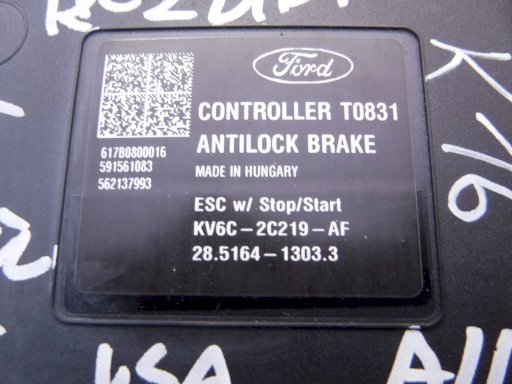 Ford
CONTROLLER T0831
ANTILOCK BRAKE
617B0800016
591561083
562137993
MADE IN HUNGARY
ESC w/ Stop/Start
KV6C-2C219-AF
28.5164-1303.3
K 16
USA